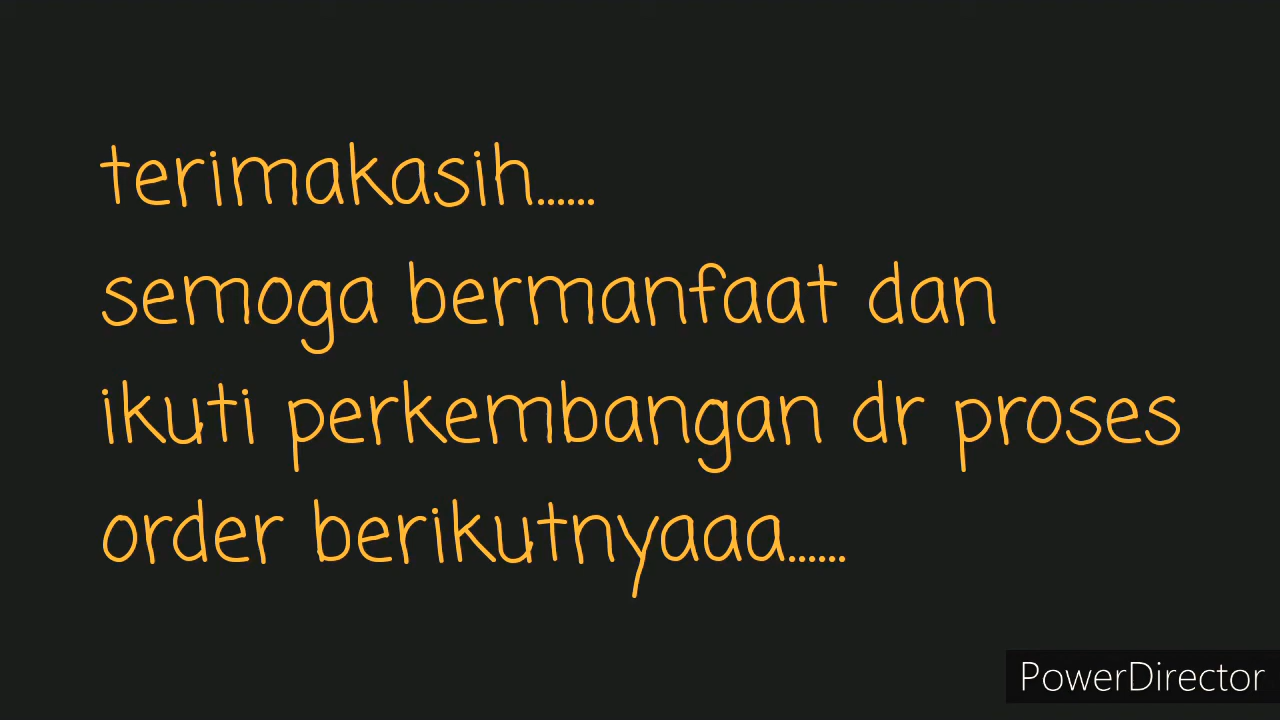 terimakasih......
semoga bermanfaat dan
ikuti perkembangan dr proses
order berikutnyaaa......
PowerDirector